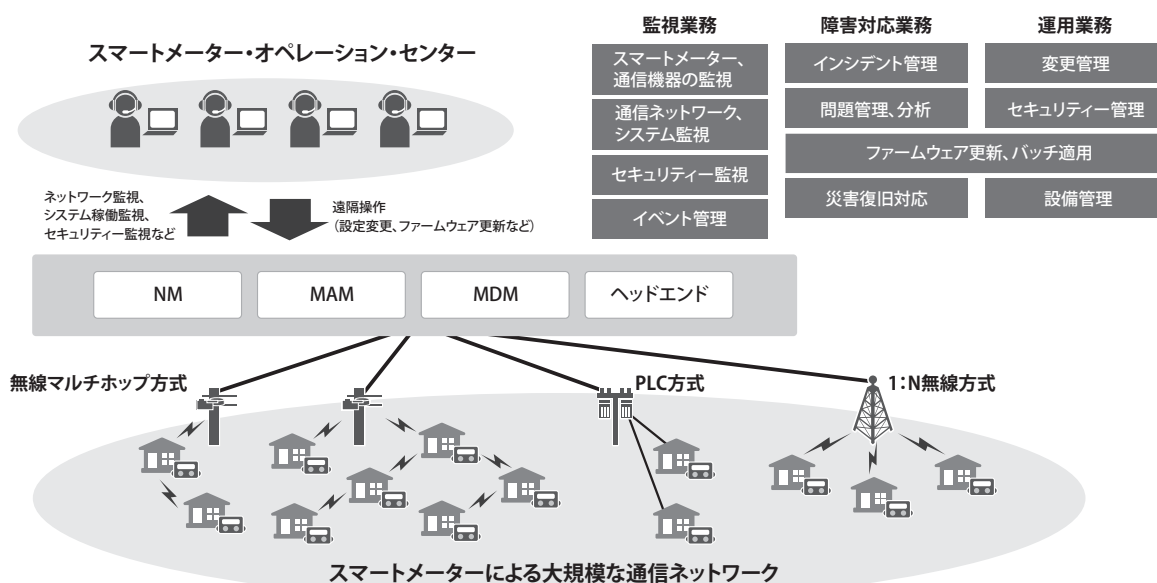 スマートメーター・オペレーション・センター
ネットワーク監視、
システム稼働監視、
セキュリティー監視など
遠隔操作
（設定変更、ファームウェア更新など）
監視業務
スマートメーター、
通信機器の監視
通信ネットワーク、
システム監視
セキュリティー監視
イベント管理
障害対応業務
運用業務
インシデント管理
変更管理
問題管理、分析
セキュリティー管理
ファームウェア更新、バッチ適用
災害復旧対応
設備管理
NM
MAM
MDM
ヘッドエンド
無線マルチホップ方式
PLC方式
1：N無線方式
スマートメーターによる大規模な通信ネットワーク